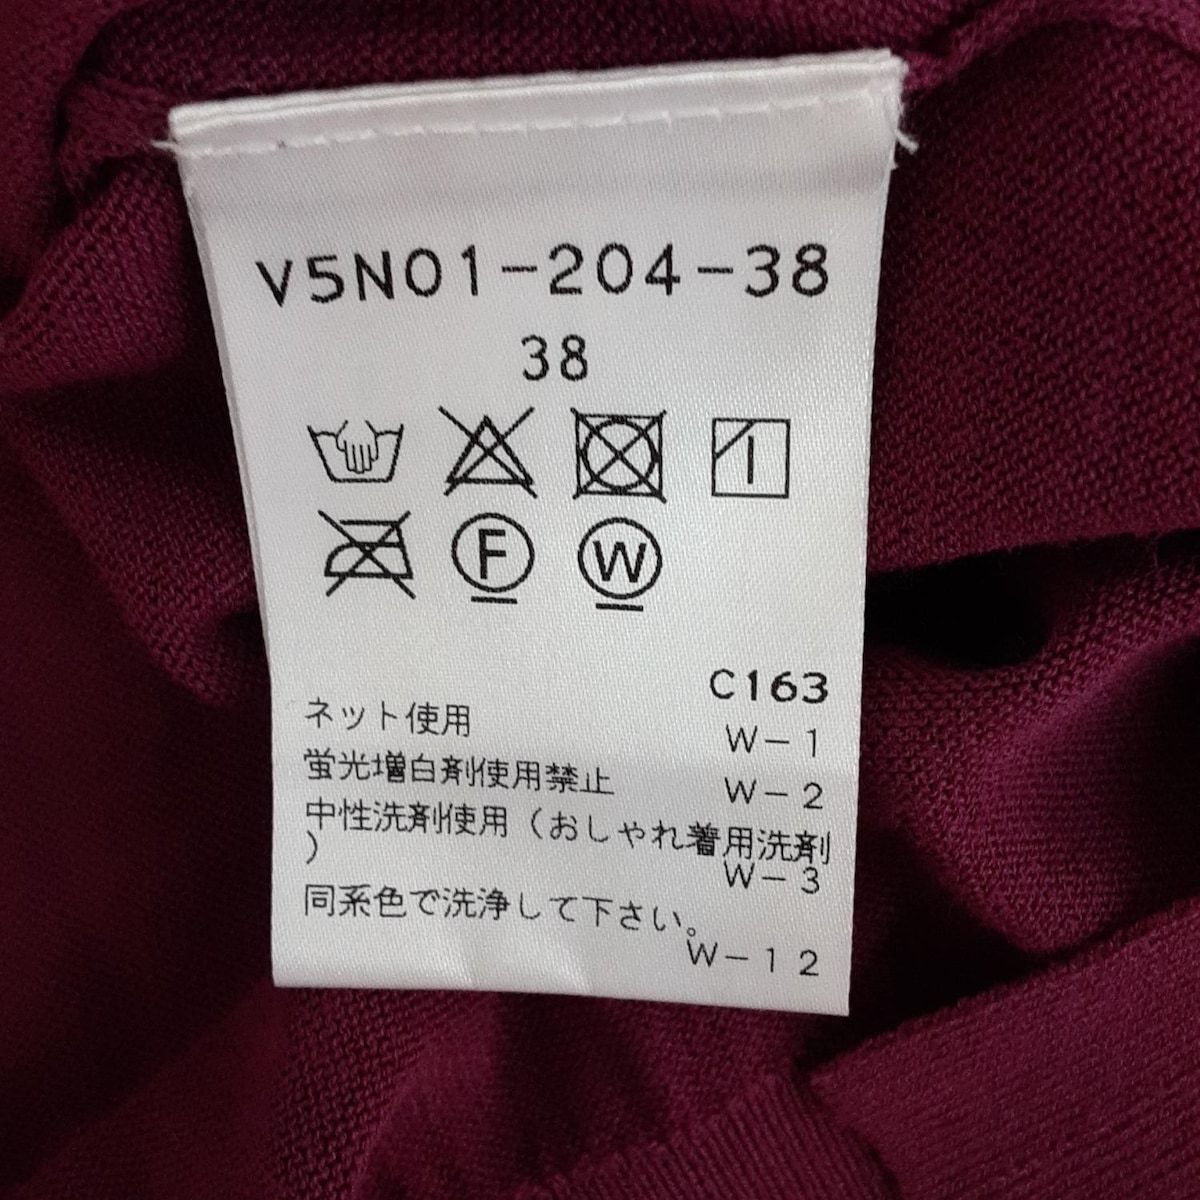 V5N01-204-38
38
F W
C163
ネット使用 W-1
蛍光増白剤使用禁止 W-2
中性洗剤使用(おしゃれ着用洗剤
) W-3
同系色で洗浄して下さい。
W-12